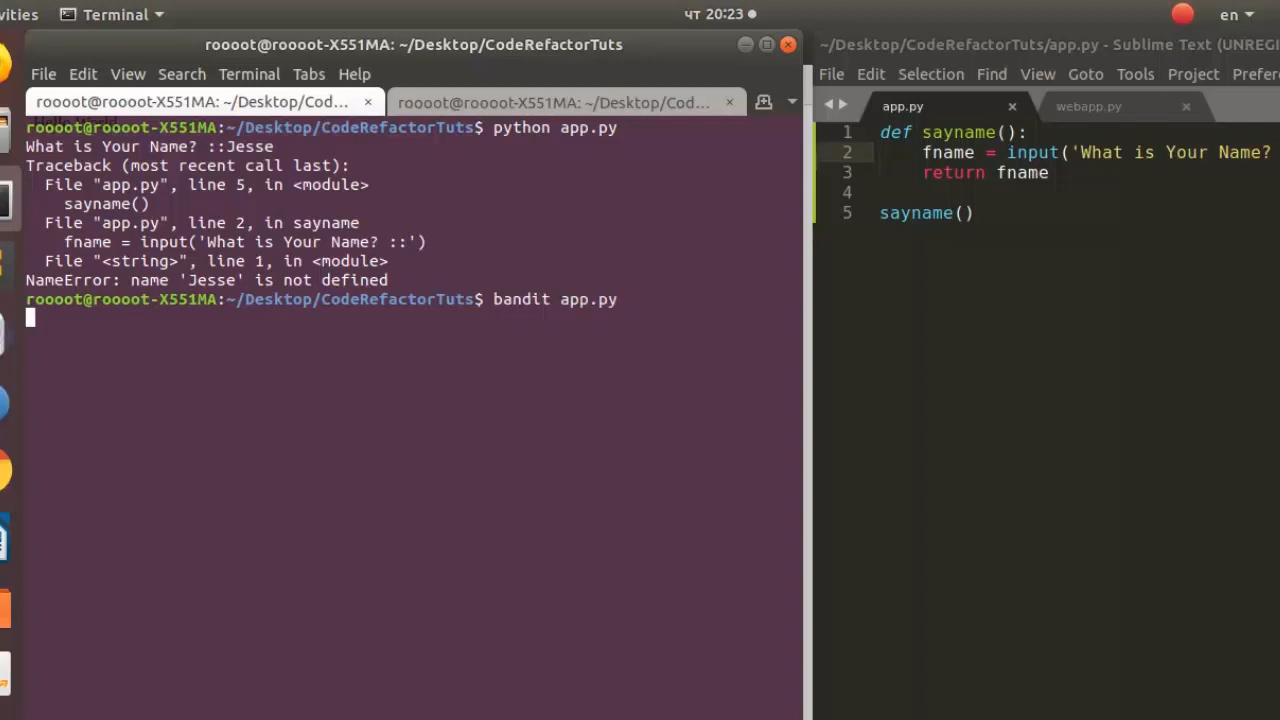 vities
Terminal
чт 20:23
en
roooot@roooot-X551MA: ~/Desktop/CodeRefactorTuts
File Edit View Search Terminal Tabs Help
roooot@roooot-X551MA: ~/Desktop/Cod...
roooot@roooot-X551MA: ~/Desktop/Cod...
roooot@roooot-X551MA:~/Desktop/CodeRefactorTuts$ python app.py
What is Your Name? ::Jesse
Traceback (most recent call last):
File "app.py", line 5, in <module>
sayname()
File "app.py", line 2, in sayname
fname = input('What is Your Name? ::')
File "<string>", line 1, in <module>
NameError: name 'Jesse' is not defined
roooot@roooot-X551MA:~/Desktop/CodeRefactorTuts$ bandit app.py
~/Desktop/CodeRefactorTuts/app.py - Sublime Text (UNREGI
File Edit Selection Find View Goto Tools Project Prefere
app.py
webapp.py
1 def sayname():
2 fname = input('What is Your Name?
3 return fname
4
5 sayname()